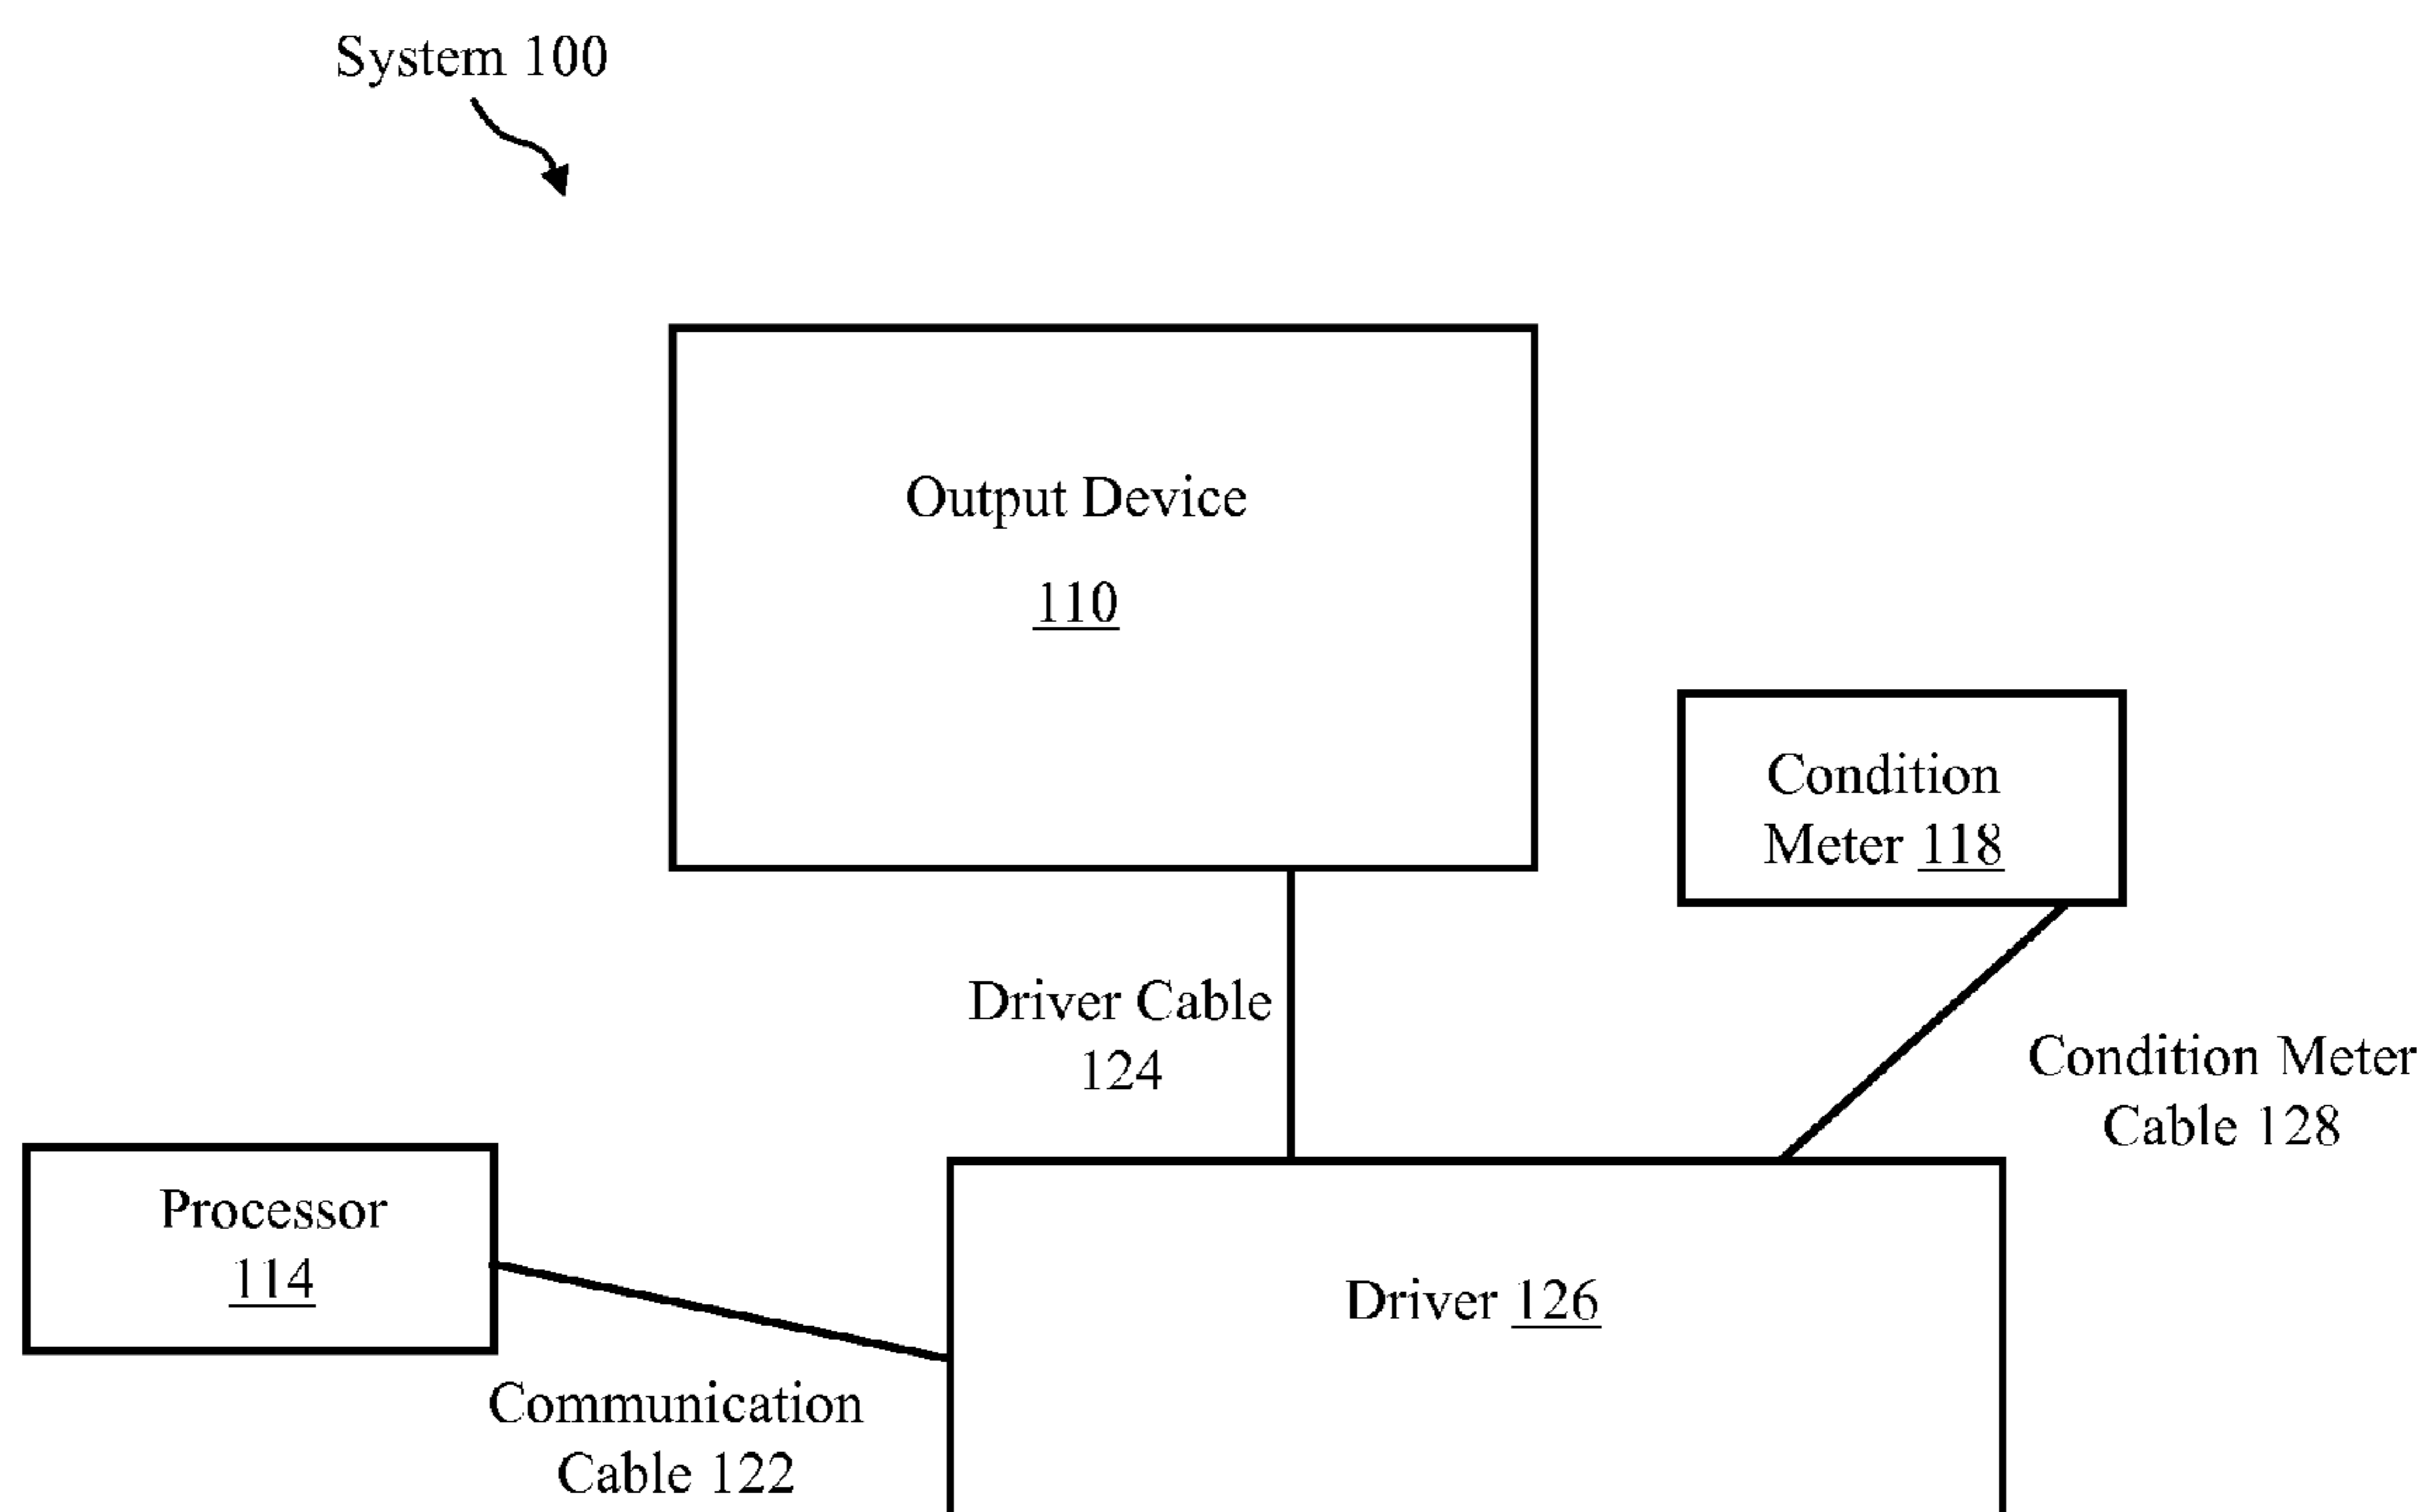 System 100
Output Device
110
Condition
Meter 118
Driver Cable
124
Condition Meter
Cable 128
Processor
114
Driver 126
Communication
Cable 122